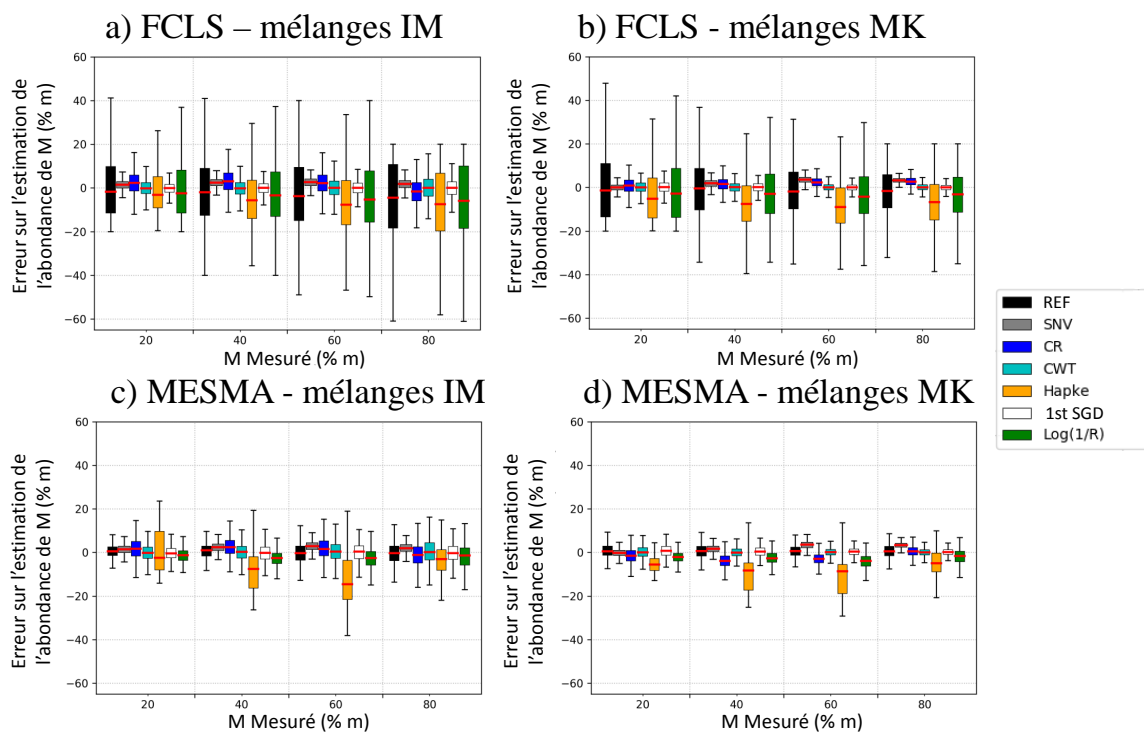 a) FCLS – mélanges IM
Erreur sur l'estimation de
l'abondance de M (% m)
60
40
20
0
−20
−40
−60
20
40
60
80
M Mesuré (% m)
b) FCLS - mélanges MK
Erreur sur l'estimation de
l'abondance de M (% m)
60
40
20
0
−20
−40
−60
20
40
60
80
M Mesuré (% m)
REF
SNV
CR
CWT
Hapke
1st SGD
Log(1/R)
c) MESMA - mélanges IM
Erreur sur l'estimation de
l'abondance de M (% m)
60
40
20
0
−20
−40
−60
20
40
60
80
M Mesuré (% m)
d) MESMA - mélanges MK
Erreur sur l'estimation de
l'abondance de M (% m)
60
40
20
0
−20
−40
−60
20
40
60
80
M Mesuré (% m)